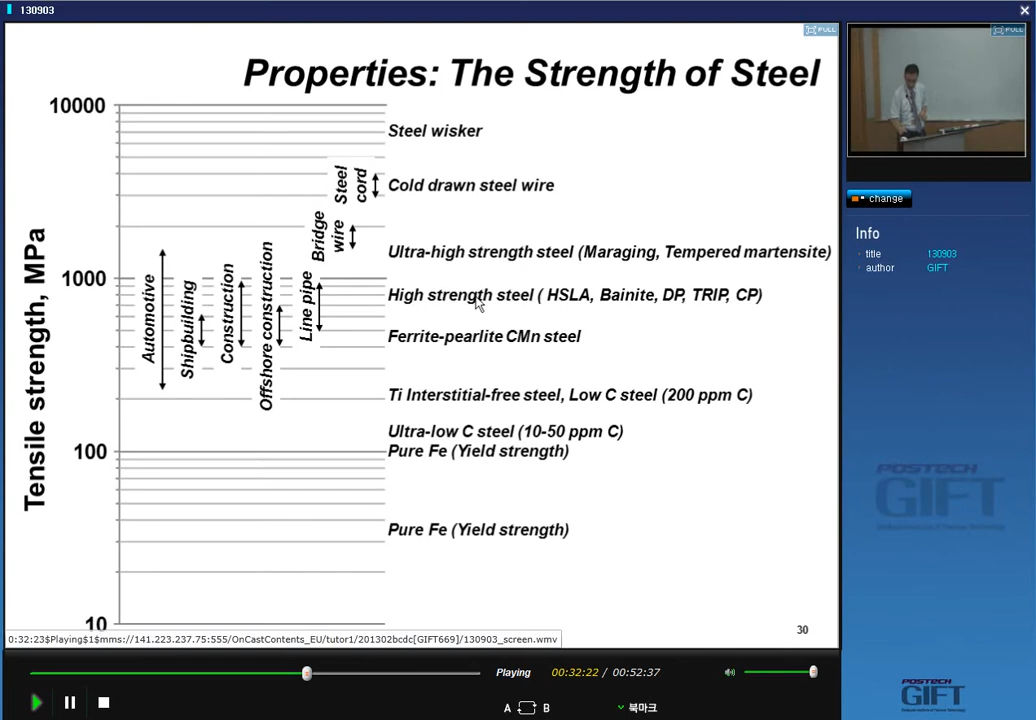 130903
FULL
Properties: The Strength of Steel
Tensile strength, MPa
10000
1000
100
10
Automotive
Shipbuilding
Construction
Offshore construction
Line pipe
Bridge
wire
Steel
cord
Steel wisker
Cold drawn steel wire
Ultra-high strength steel (Maraging, Tempered martensite)
High strength steel ( HSLA, Bainite, DP, TRIP, CP)
Ferrite-pearlite CMn steel
Ti Interstitial-free steel, Low C steel (200 ppm C)
Ultra-low C steel (10-50 ppm C)
Pure Fe (Yield strength)
Pure Fe (Yield strength)
30
0:32:23$Playing$1$mms://141.223.237.75:555/OnCastContents_EU/tutor1/201302bcdc[GIFT669]/130903_screen.wmv
FULL
change
Info
title 130903
author GIFT
POSTECH
GIFT
Playing 00:32:22 / 00:52:37
A B 북마크
POSTECH
GIFT